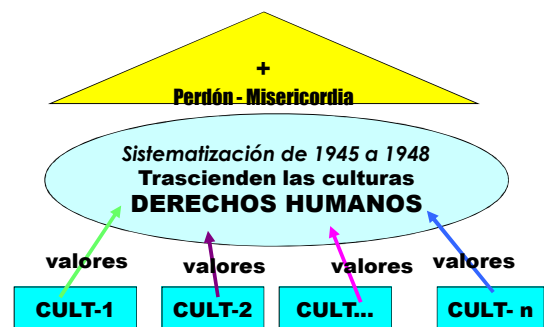 +
Perdón - Misericordia
Sistematización de 1945 a 1948
Trascienden las culturas
DERECHOS HUMANOS
valores valores valores valores
CULT-1 CULT-2 CULT... CULT- n